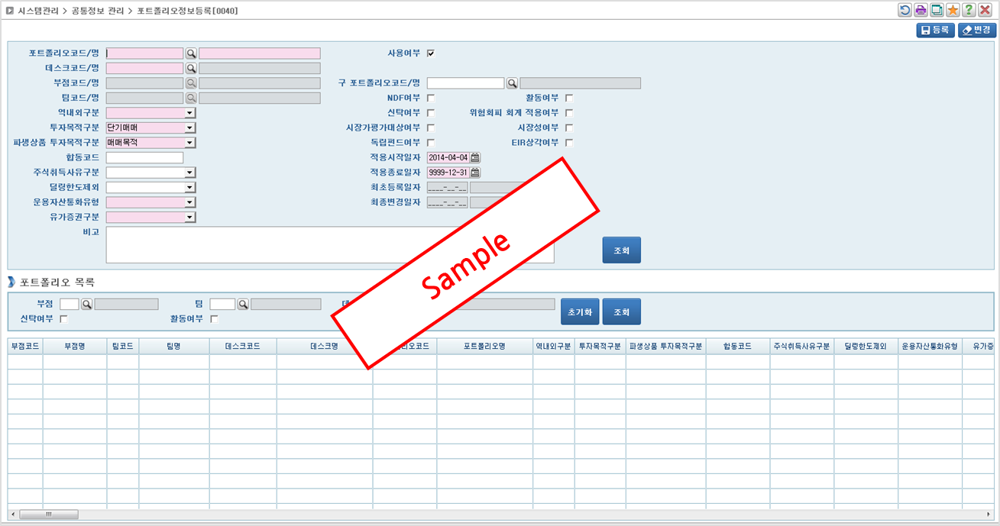 시스템관리 > 공통정보 관리 > 포트폴리오정보등록[0040]
등록 변경
포트폴리오코드/명 사용여부
데스크코드/명
부점코드/명 구 포트폴리오코드/명
팀코드/명 NDF여부 활동여부
역내외구분 신탁여부 위험회피 회계 적용여부
투자목적구분 단기매매 시장가평가대상여부 시장성여부
파생상품 투자목적구분 매매목적 독립펀드여부 EIR상각여부
합동코드 적용시작일자 2014-04-04
주식취득사유구분 적용종료일자 9999-12-31
딜링한도제외 최초등록일자 ____-__-__
운용자산통화유형 최종변경일자 ____-__-__
유가증권구분
비고
조회
Sample
포트폴리오 목록
부점 팀
초기화 조회
신탁여부 활동여부
부점코드 부점명 팀코드 팀명 데스크코드 데스크명 리오코드 포트폴리오명 역내외구분 투자목적구분 파생상품 투자목적구분 합동코드 주식취득사유구분 딜링한도제외 운용자산통화유형 유가증